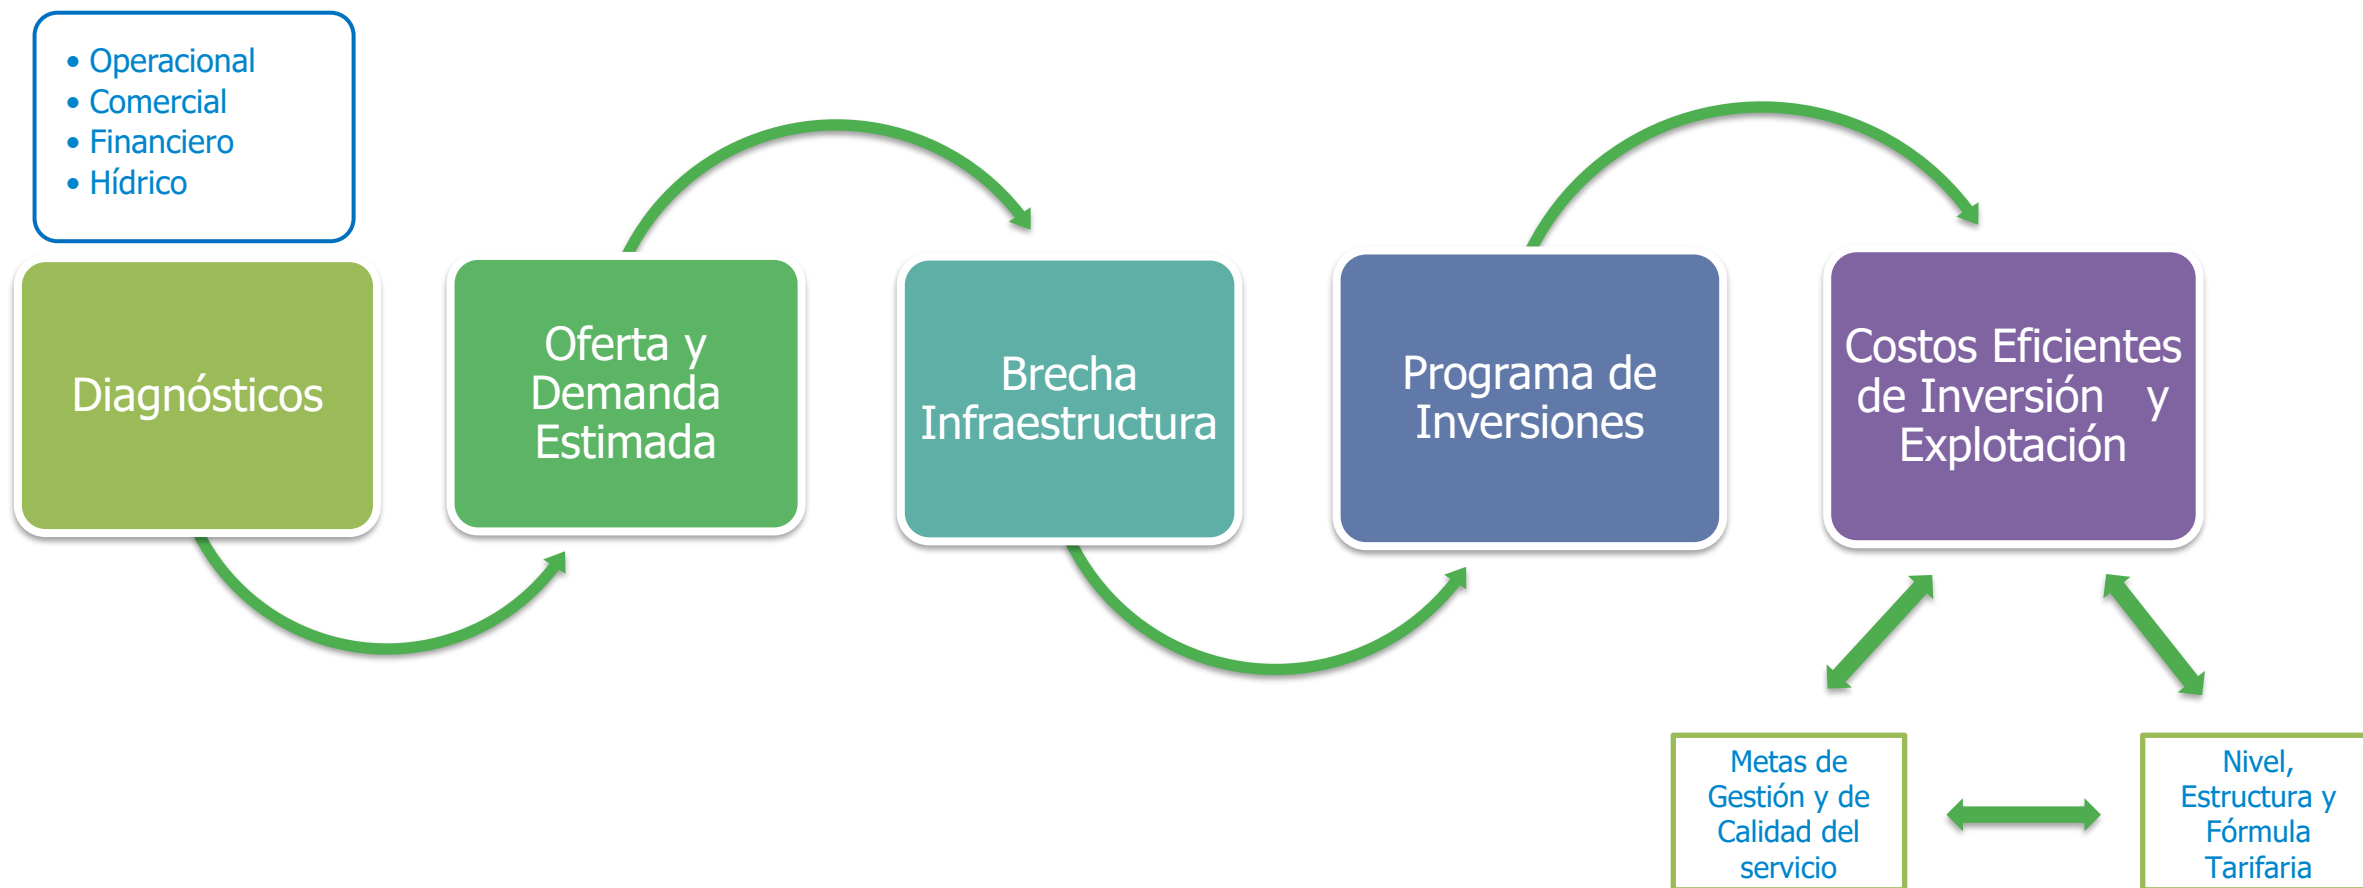 • Operacional
• Comercial
• Financiero
• Hídrico
Diagnósticos
Oferta y
Demanda
Estimada
Brecha
Infraestructura
Programa de
Inversiones
Costos Eficientes
de Inversión y
Explotación
Metas de
Gestión y de
Calidad del
servicio
Nivel,
Estructura y
Fórmula
Tarifaria